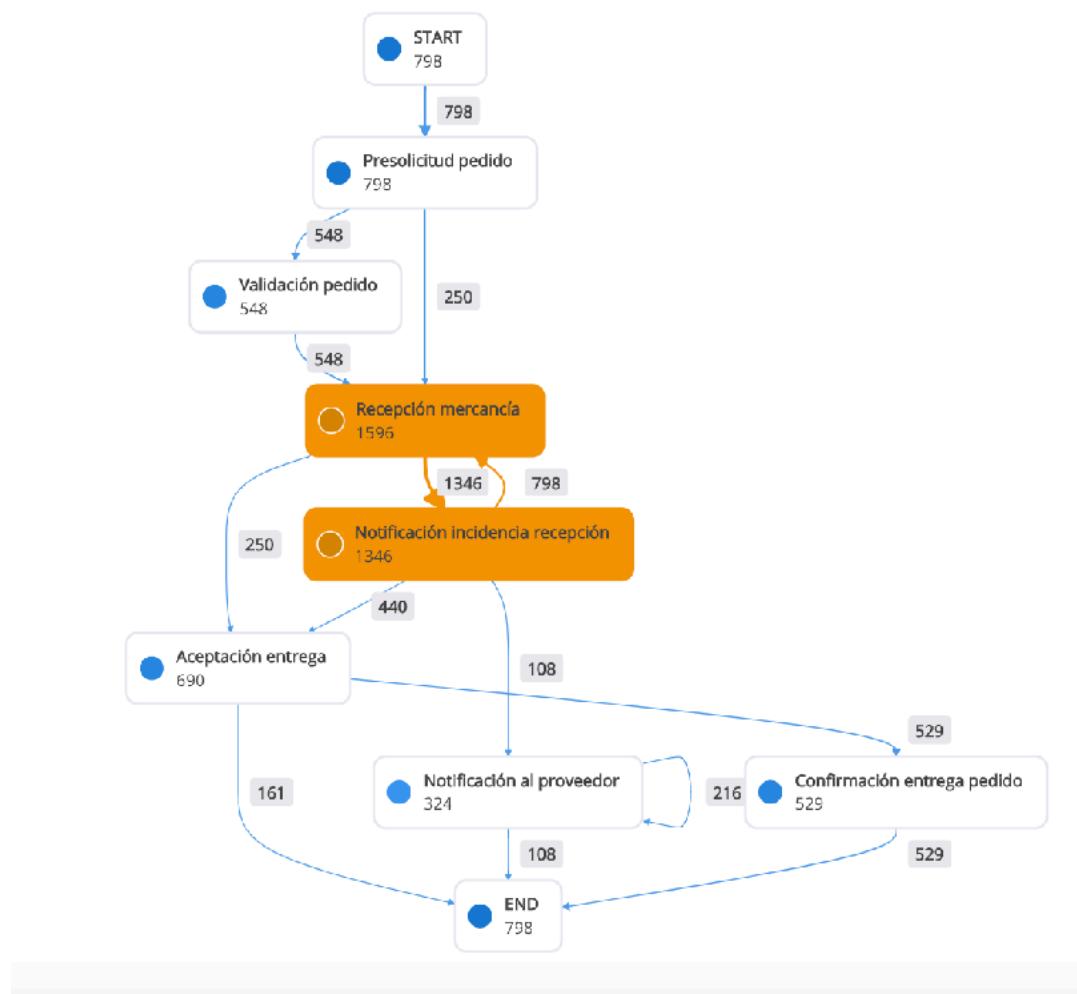 START
798
798
Presolicitud pedido
798
548
250
Validación pedido
548
548
Recepción mercancía
1596
1346
798
Notificación incidencia recepción
1346
250
440
108
Aceptación entrega
690
529
161
Notificación al proveedor
324
216
Confirmación entrega pedido
529
108
529
END
798